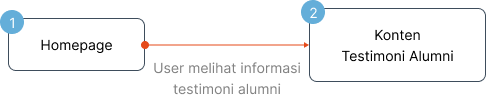 1
Homepage
User melihat informasi
testimoni alumni
2
Konten
Testimoni Alumni